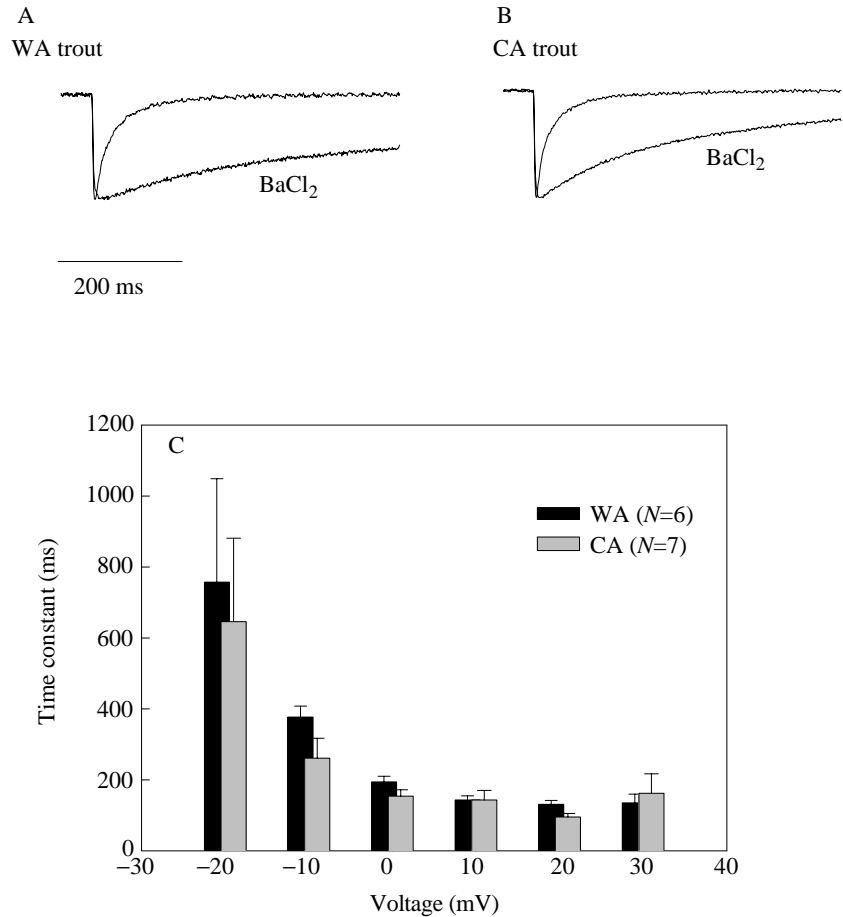 A
WA trout
BaCl2
200 ms
B
CA trout
BaCl2
C
1200
1000
800
600
400
200
0
Time constant (ms)
WA (N=6)
CA (N=7)
−30
−20
−10
0
10
20
30
40
Voltage (mV)